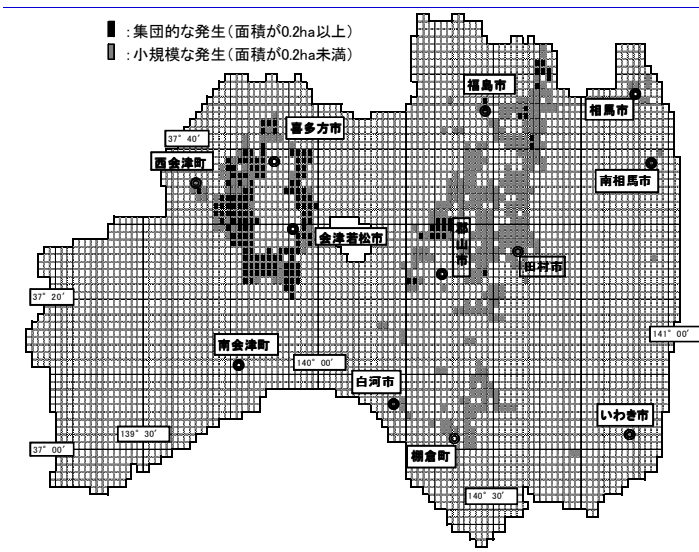 :集団的な発生(面積が0.2ha以上)
:小規模な発生(面積が0.2ha未満)
福島市
相馬市
喜多方市
37° 40′
西会津町
南相馬市
会津若松市
郡山市
田村市
37° 20′
141° 00′
南会津町
140° 00′
白河市
いわき市
139° 30′
37° 00′
棚倉町
140° 30′